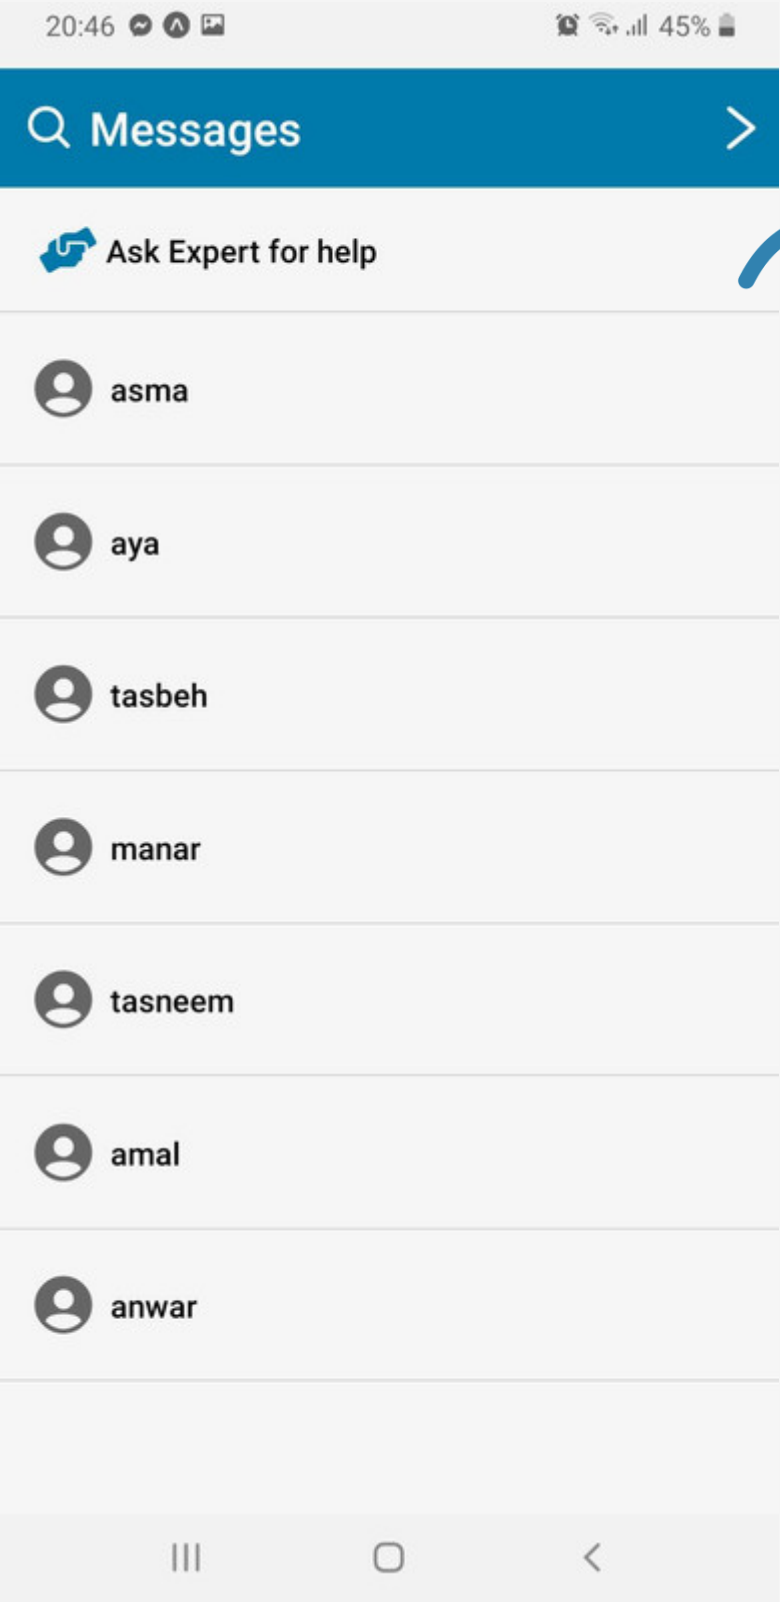 20:46 45%
Messages
Ask Expert for help
asma
aya
tasbeh
manar
tasneem
amal
anwar